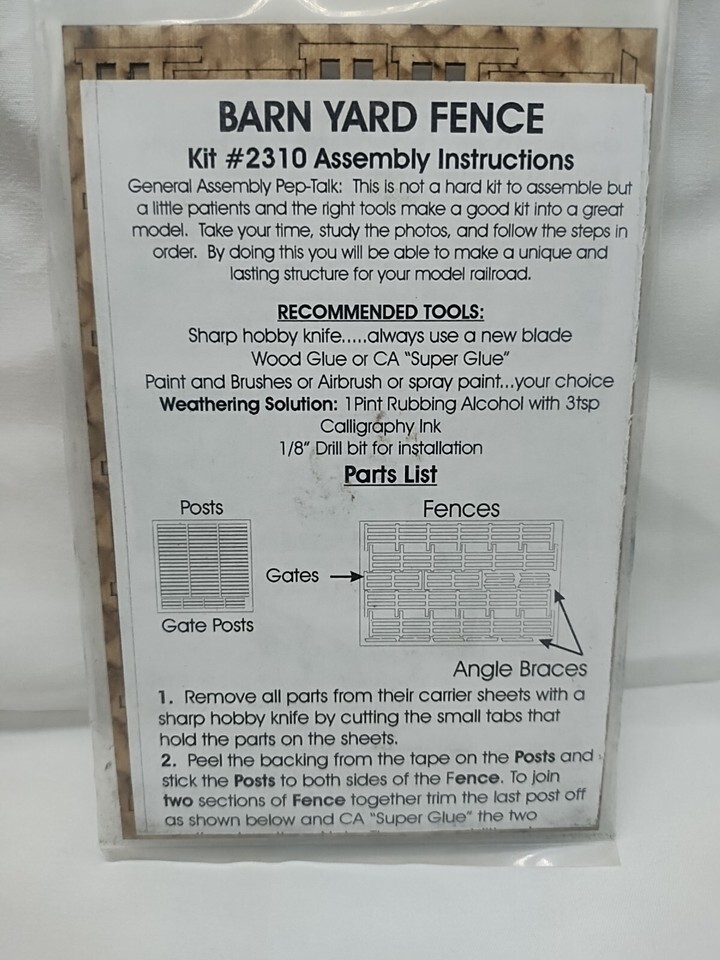 BARN YARD FENCE
Kit #2310 Assembly Instructions
General Assembly Pep-Talk: This is not a hard kit to assemble but
a little patients and the right tools make a good kit into a great
model. Take your time, study the photos, and follow the steps in
order. By doing this you will be able to make a unique and
lasting structure for your model railroad.
RECOMMENDED TOOLS:
Sharp hobby knife.....always use a new blade
Wood Glue or CA "Super Glue"
Paint and Brushes or Airbrush or spray paint...your choice
Weathering Solution: 1Pint Rubbing Alcohol with 3tsp
Calligraphy Ink
1/8" Drill bit for installation
Parts List
Posts
Fences
Gates
Gate Posts
Angle Braces
1. Remove all parts from their carrier sheets with a
sharp hobby knife by cutting the small tabs that
hold the parts on the sheets.
2. Peel the backing from the tape on the Posts and
stick the Posts to both sides of the Fence. To join
two sections of Fence together trim the last post off
as shown below and CA "Super Glue" the two